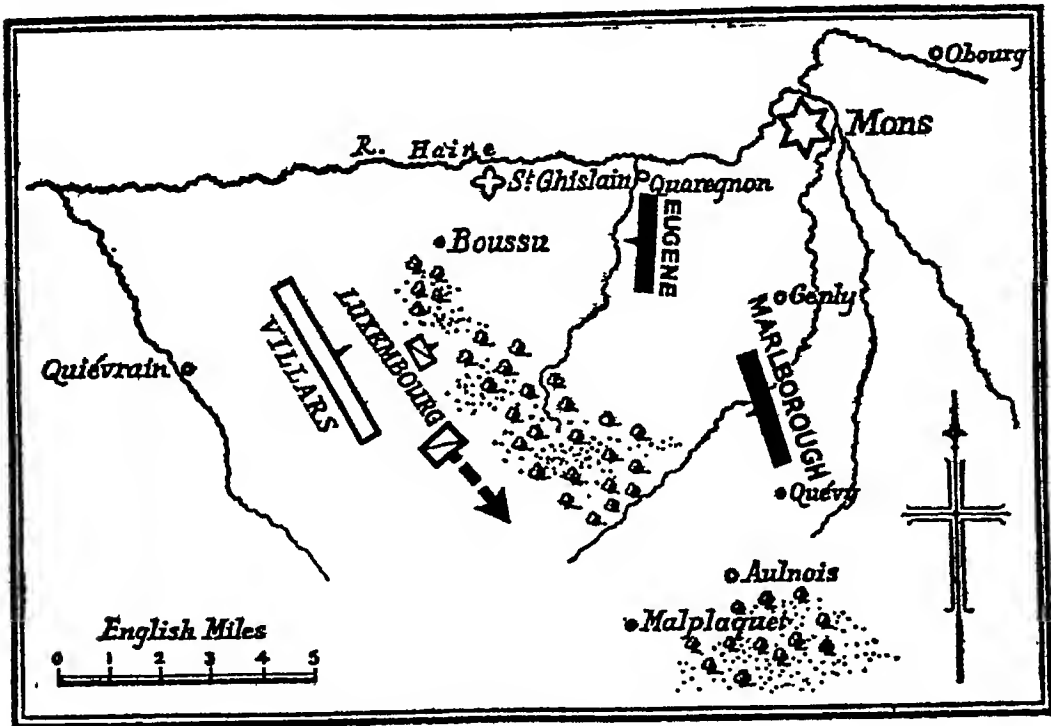 Obourg
Mons
R. Haine
St Ghislain
Quaregnon
EUGENE
Boussu
Genly
LUXEMBOURG
VILLARS
MARLBOROUGH
Quiévrain
Quévy
Aulnois
Malplaquet
English Miles
0 1 2 3 4 5